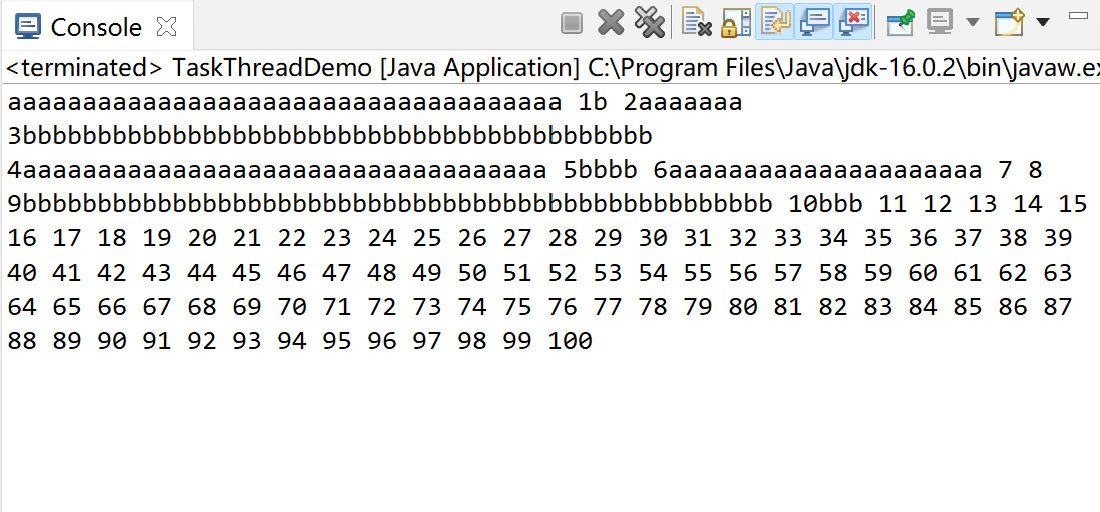 Console
<terminated> TaskThreadDemo [Java Application] C:\Program Files\Java\jdk-16.0.2\bin\javaw.ex
aaaaaaaaaaaaaaaaaaaaaaaaaaaaaaaaaaaaa 1b 2aaaaaaa
3bbbbbbbbbbbbbbbbbbbbbbbbbbbbbbbbbbbbbbbbbb
4aaaaaaaaaaaaaaaaaaaaaaaaaaaaaaaaaaa 5bbbb 6aaaaaaaaaaaaaaaaaaaaa 7 8
9bbbbbbbbbbbbbbbbbbbbbbbbbbbbbbbbbbbbbbbbbbbbbbbbbb 10bbb 11 12 13 14 15
16 17 18 19 20 21 22 23 24 25 26 27 28 29 30 31 32 33 34 35 36 37 38 39
40 41 42 43 44 45 46 47 48 49 50 51 52 53 54 55 56 57 58 59 60 61 62 63
64 65 66 67 68 69 70 71 72 73 74 75 76 77 78 79 80 81 82 83 84 85 86 87
88 89 90 91 92 93 94 95 96 97 98 99 100